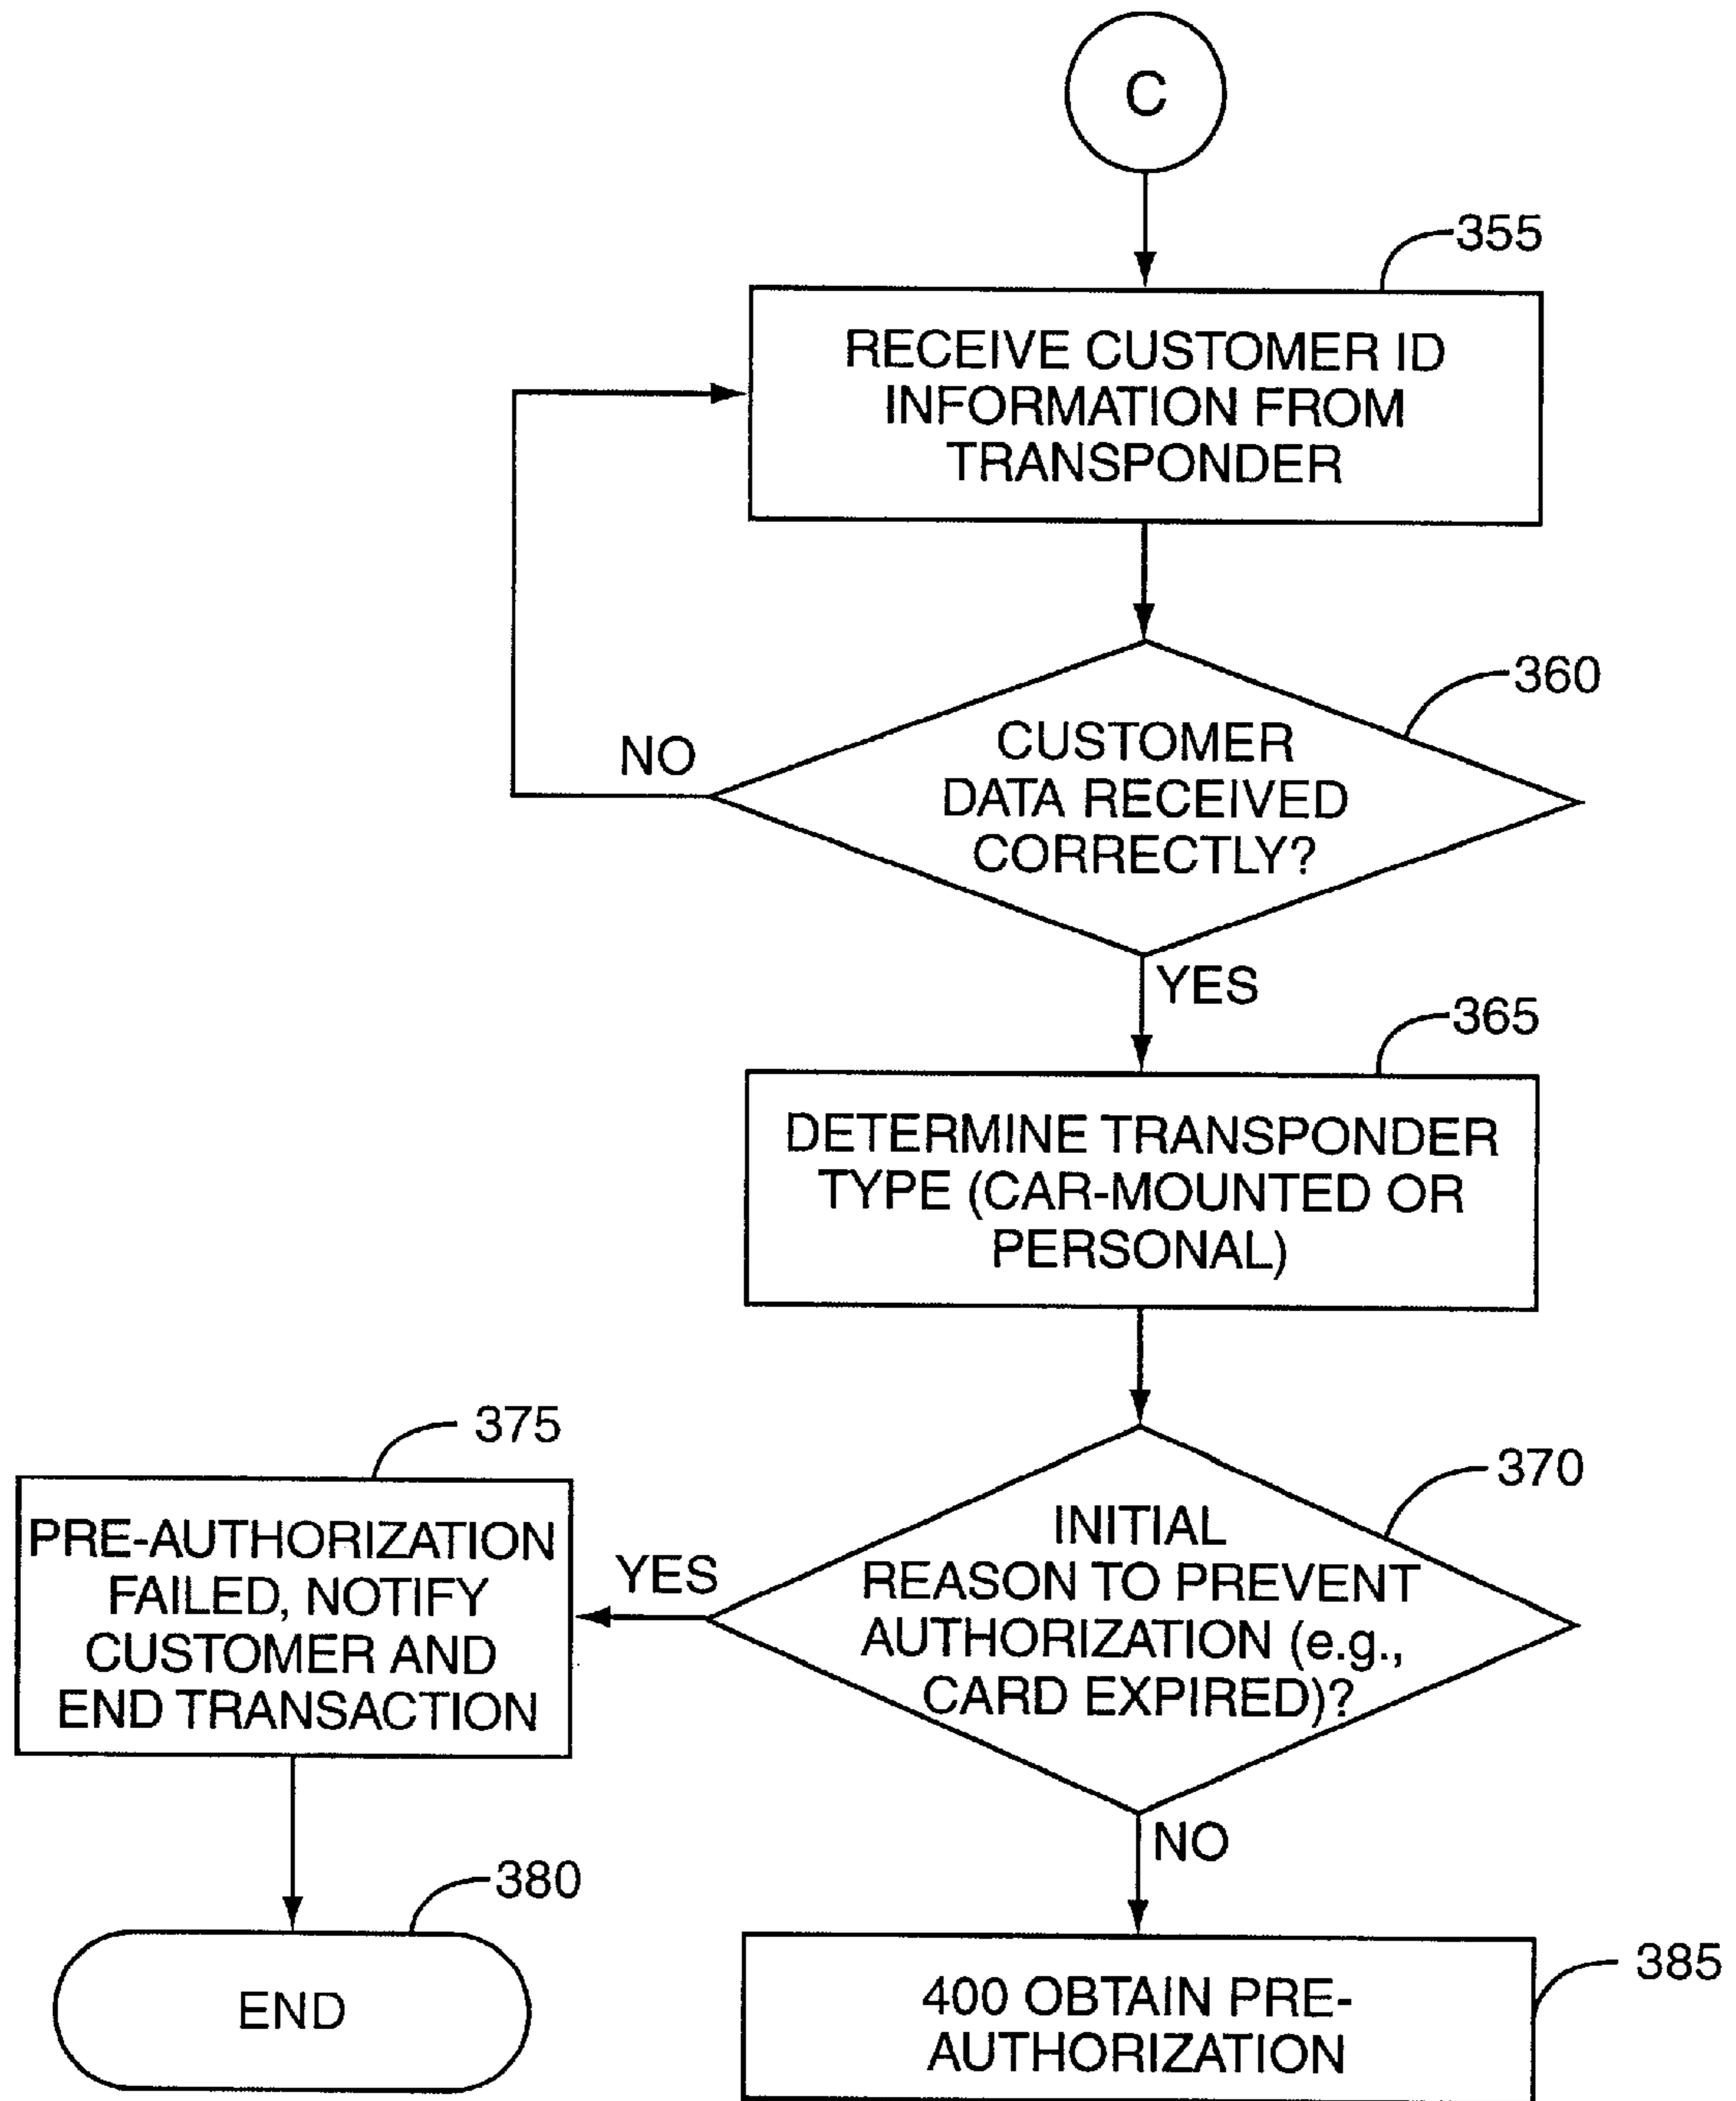 C
355
RECEIVE CUSTOMER ID
INFORMATION FROM
TRANSPONDER
360
CUSTOMER
DATA RECEIVED
CORRECTLY?
NO
YES
365
DETERMINE TRANSPONDER
TYPE (CAR-MOUNTED OR
PERSONAL)
370
INITIAL
REASON TO PREVENT
AUTHORIZATION (e.g.,
CARD EXPIRED)?
YES
375
PRE-AUTHORIZATION
FAILED, NOTIFY
CUSTOMER AND
END TRANSACTION
NO
380
END
385
400 OBTAIN PRE-
AUTHORIZATION